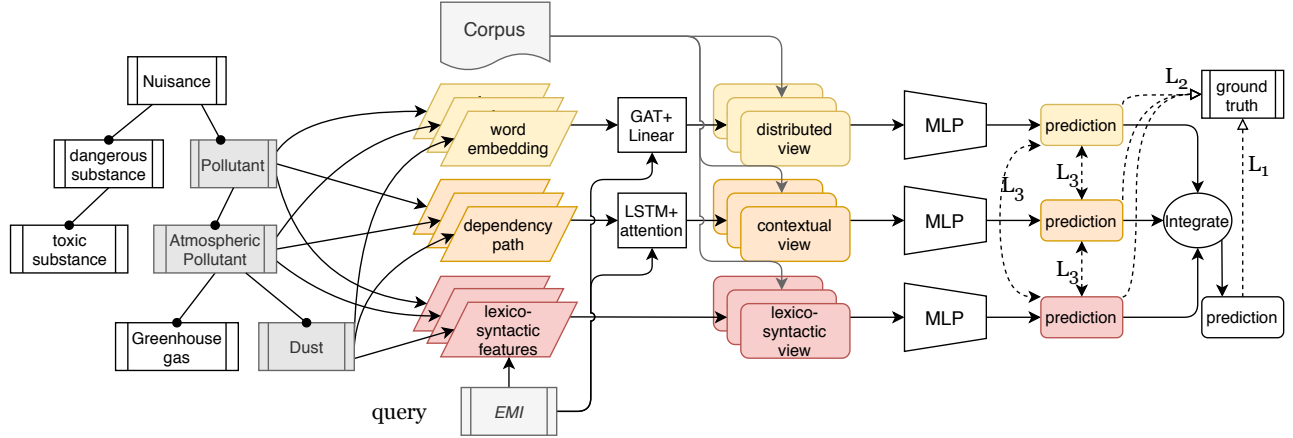 Corpus
Nuisance
dangerous
substance
Pollutant
toxic
substance
Atmospheric
Pollutant
Greenhouse
gas
Dust
word
embedding
dependency
path
lexico-
syntactic
features
query
EMI
GAT+
Linear
LSTM+
attention
distributed
view
contextual
view
lexico-
syntactic
view
MLP
MLP
MLP
prediction
prediction
prediction
L3
L3
L3
L2
ground
truth
L1
Integrate
prediction